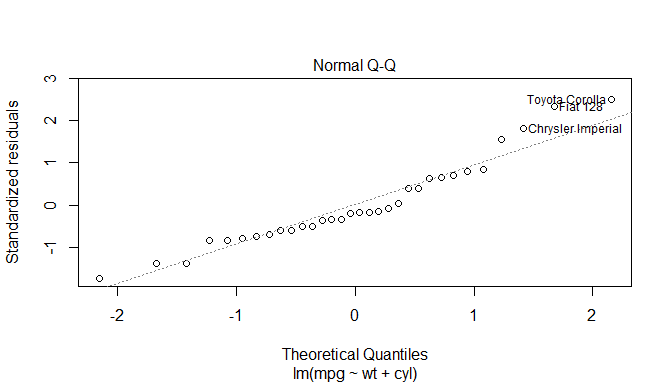 Normal Q-Q
Standardized residuals
3
2
1
0
-1
Toyota Corolla
Fiat 128
Chrysler Imperial
-2 -1 0 1 2
Theoretical Quantiles
lm(mpg ~ wt + cyl)